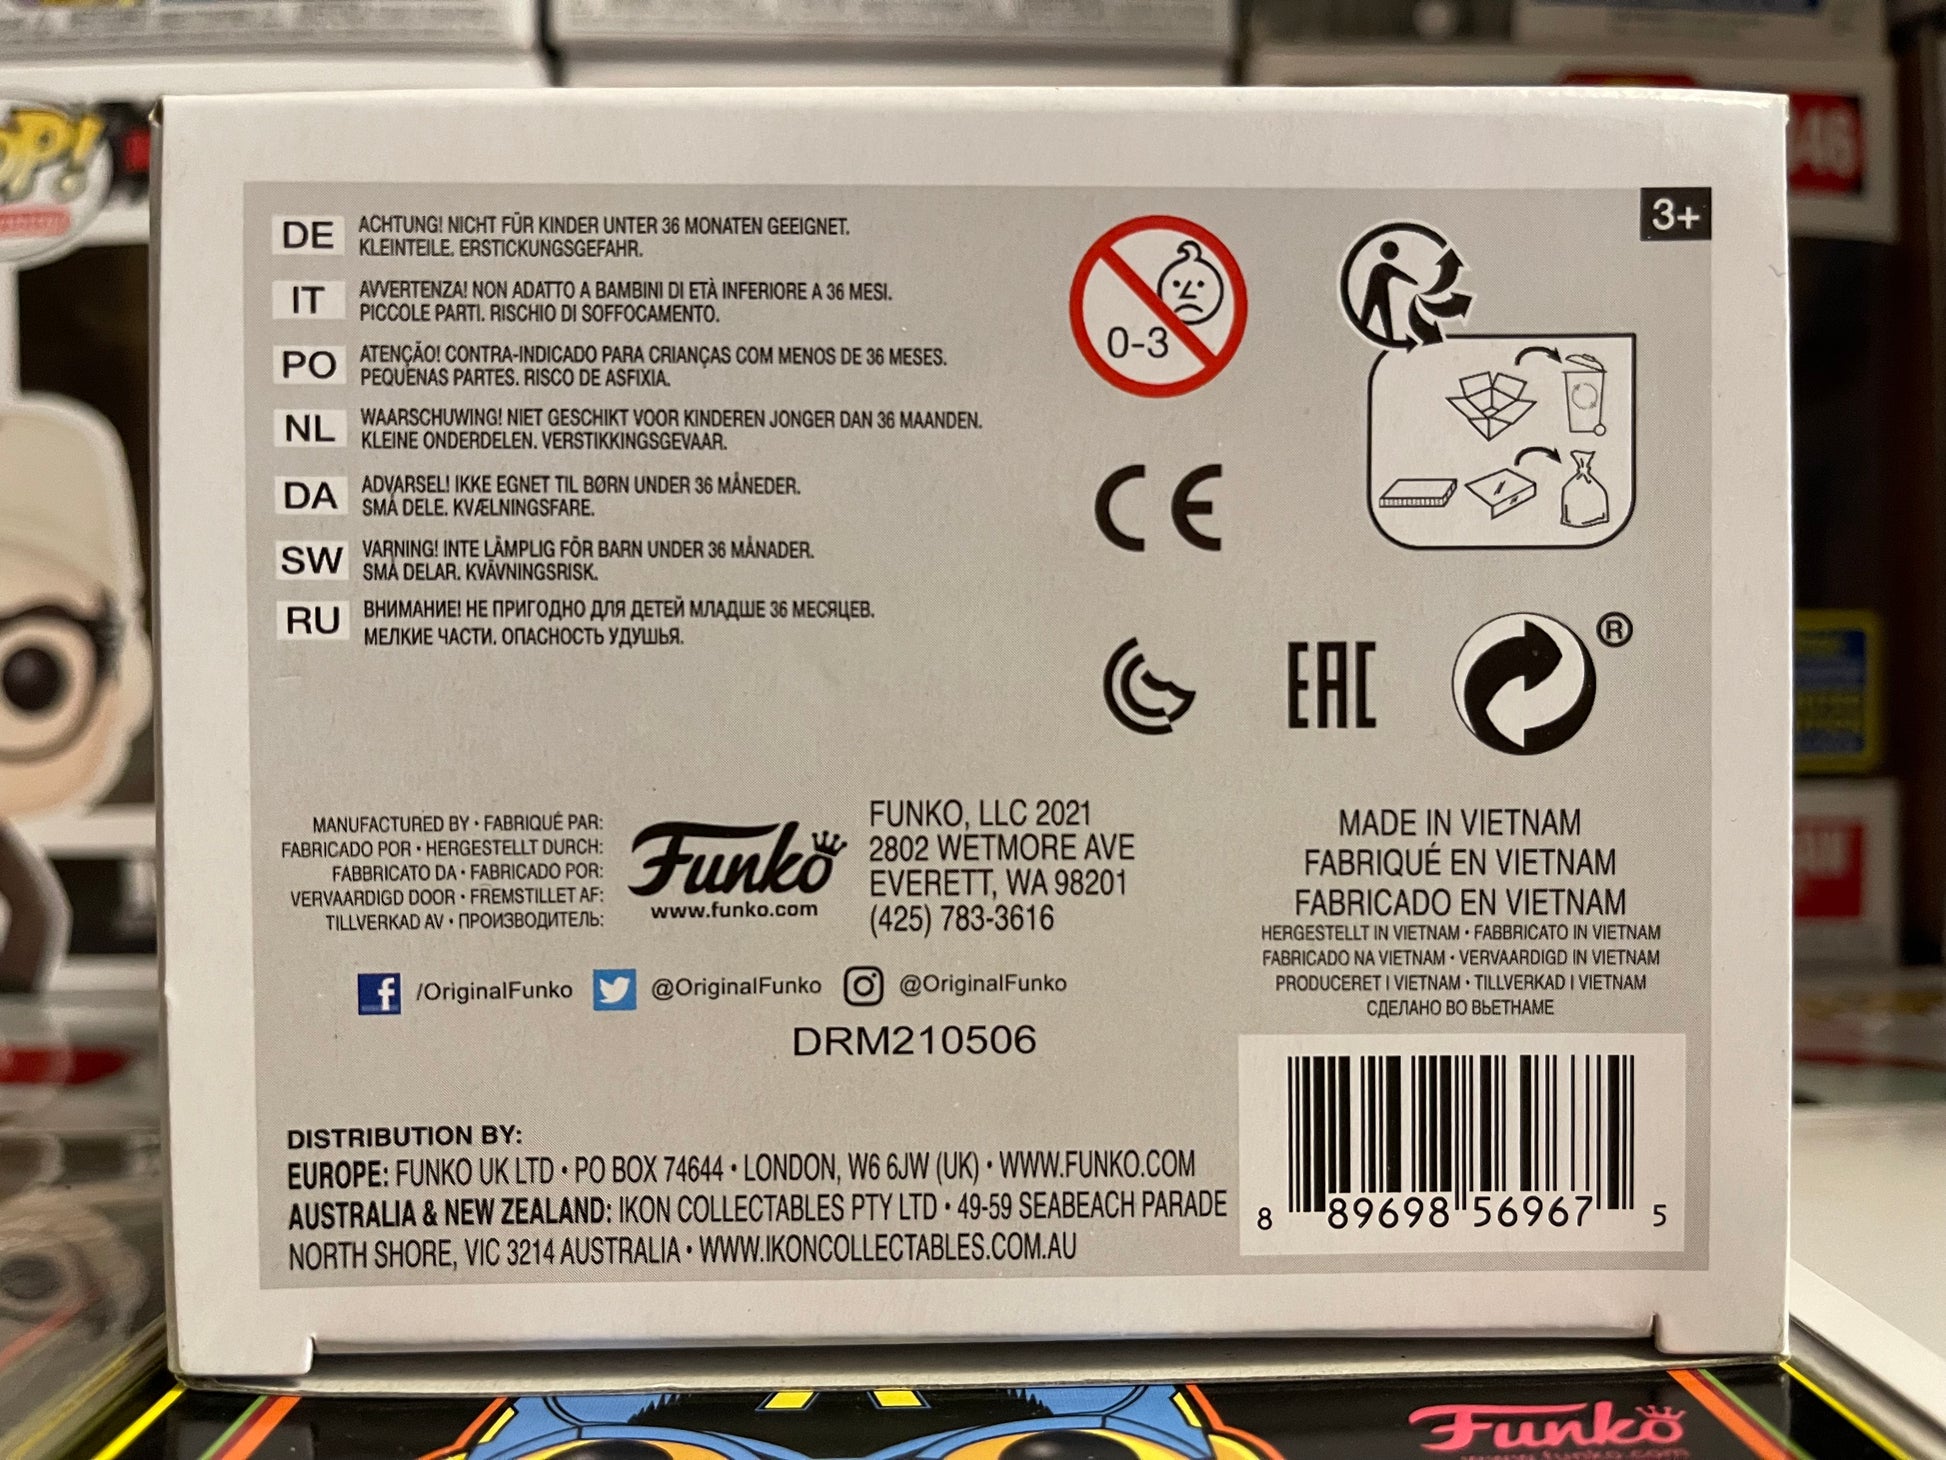 3+
DE
ACHTUNG! NICHT FÜR KINDER UNTER 36 MONATEN GEEIGNET.
KLEINTEILE. ERSTICKUNGSGEFAHR.
IT
AVVERTENZA! NON ADATTO A BAMBINI DI ETÀ INFERIORE A 36 MESI.
PICCOLE PARTI. RISCHIO DI SOFFOCAMENTO.
PO
ATENÇÃO! CONTRA-INDICADO PARA CRIANÇAS COM MENOS DE 36 MESES.
PEQUENAS PARTES. RISCO DE ASFIXIA.
NL
WAARSCHUWING! NIET GESCHIKT VOOR KINDEREN JONGER DAN 36 MAANDEN.
KLEINE ONDERDELEN. VERSTIKKINGSGEVAAR.
DA
ADVARSEL! IKKE EGNET TIL BØRN UNDER 36 MÅNEDER.
SMÅ DELE. KVÆLNINGSFARE.
SW
VARNING! INTE LÄMPLIG FÖR BARN UNDER 36 MÅNADER.
SMÅ DELAR. KVÄVNINGSRISK.
RU
ВНИМАНИЕ! НЕ ПРИГОДНО ДЛЯ ДЕТЕЙ МЛАДШЕ 36 МЕСЯЦЕВ.
МЕЛКИЕ ЧАСТИ. ОПАСНОСТЬ УДУШЬЯ.
0-3
CE
EAC
®
MANUFACTURED BY • FABRIQUÉ PAR:
FABRICADO POR • HERGESTELLT DURCH:
FABBRICATO DA • FABRICADO POR:
VERVAARDIGD DOOR • FREMSTILLET AF:
TILLVERKAD AV • ПРОИЗВОДИТЕЛЬ:
Funko
www.funko.com
FUNKO, LLC 2021
2802 WETMORE AVE
EVERETT, WA 98201
(425) 783-3616
MADE IN VIETNAM
FABRIQUÉ EN VIETNAM
FABRICADO EN VIETNAM
HERGESTELLT IN VIETNAM • FABBRICATO IN VIETNAM
FABRICADO NA VIETNAM • VERVAARDIGD IN VIETNAM
PRODUCERET I VIETNAM • TILLVERKAD I VIETNAM
СДЕЛАНО ВО ВЬЕТНАМЕ
/OriginalFunko @OriginalFunko @OriginalFunko
DRM210506
DISTRIBUTION BY:
EUROPE: FUNKO UK LTD • PO BOX 74644 • LONDON, W6 6JW (UK) • WWW.FUNKO.COM
AUSTRALIA & NEW ZEALAND: IKON COLLECTABLES PTY LTD • 49-59 SEABEACH PARADE
NORTH SHORE, VIC 3214 AUSTRALIA • WWW.IKONCOLLECTABLES.COM.AU
8 89698 56967 5
Funko
www.funko.com